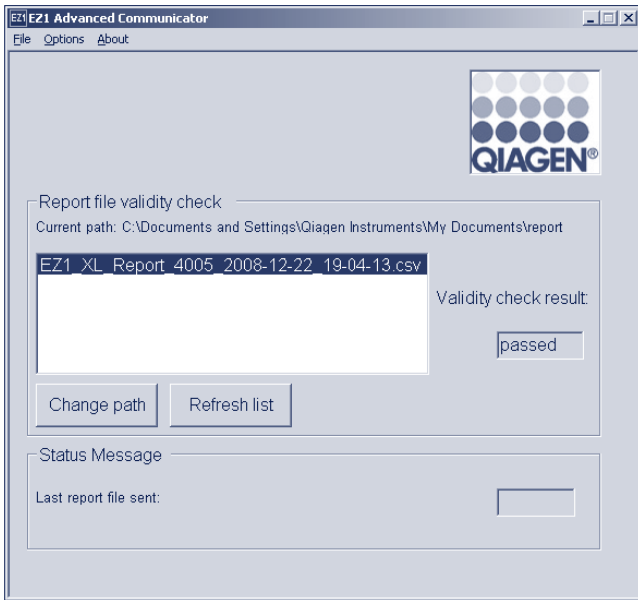 EZ1 EZ1 Advanced Communicator
File Options About
QIAGEN®
Report file validity check
Current path: C:\Documents and Settings\Qiagen Instruments\My Documents\report
EZ1_XL_Report_4005_2008-12-22_19-04-13.csv
Validity check result:
passed
Change path Refresh list
Status Message
Last report file sent: